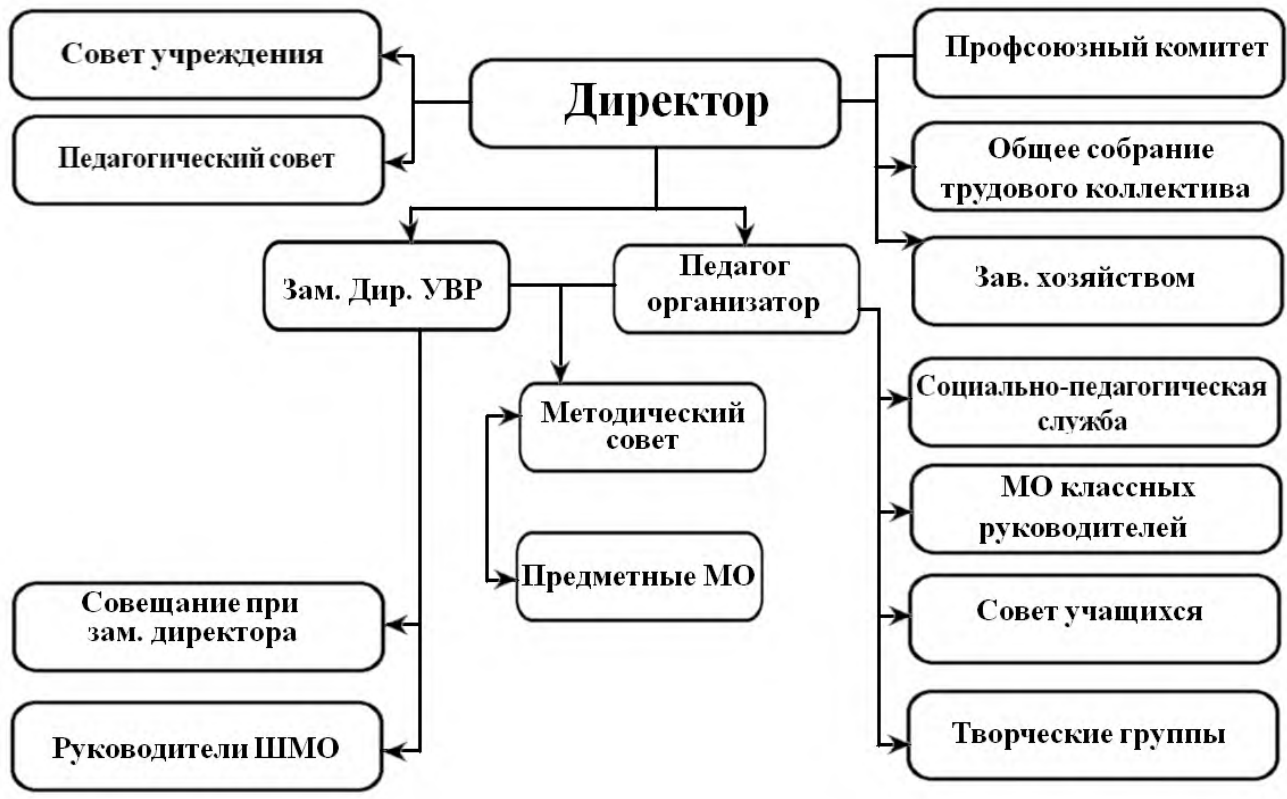 Совет учреждения
Педагогический совет
Директор
Профсоюзный комитет
Общее собрание
трудового коллектива
Зав. хозяйством
Зам. Дир. УВР
Педагог
организатор
Методический
совет
Предметные МО
Социально-педагогическая
служба
МО классных
руководителей
Совет учащихся
Творческие группы
Совещание при
зам. директора
Руководители ШМО